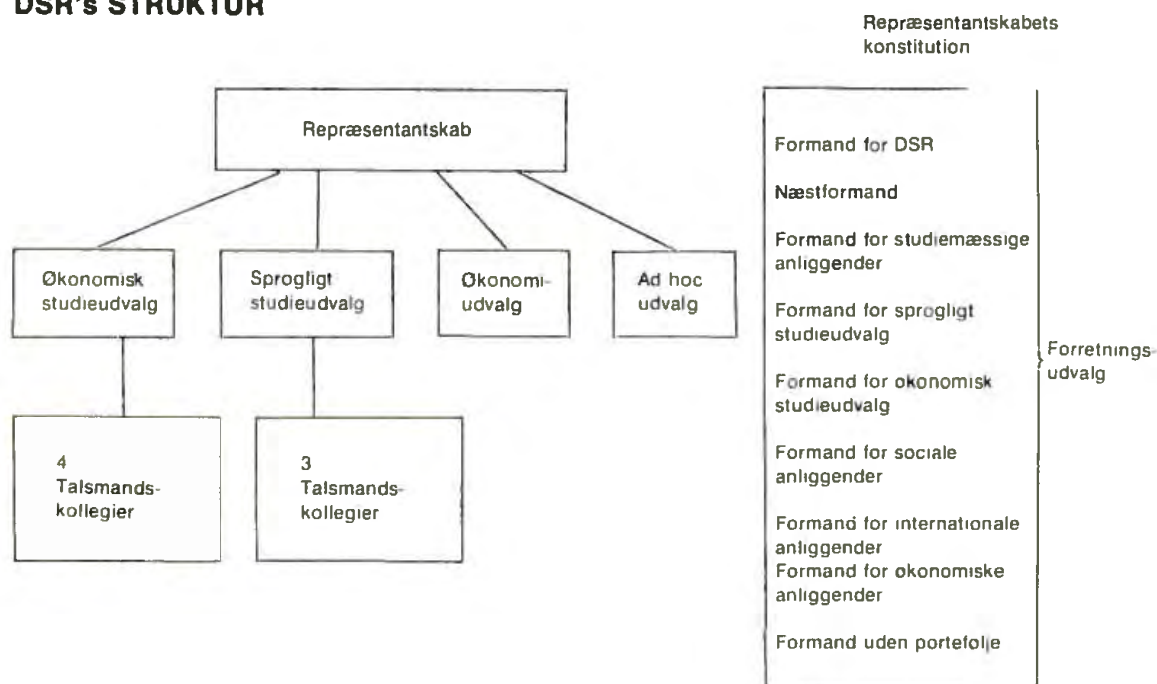 DSR's STRUKTUR
Repræsentantskab
Økonomisk
studieudvalg
Sprogligt
studieudvalg
Økonomi-
udvalg
Ad hoc
udvalg
4
Talsmands-
kollegier
3
Talsmands-
kollegier
Repræsentantskabets
konstitution
Formand for DSR
Næstformand
Formand for studiemæssige
anliggender
Formand for sprogligt
studieudvalg
Formand for økonomisk
studieudvalg
Formand for sociale
anliggender
Formand for internationale
anliggender
Formand for økonomiske
anliggender
Formand uden portefølje
Forretnings-
udvalg